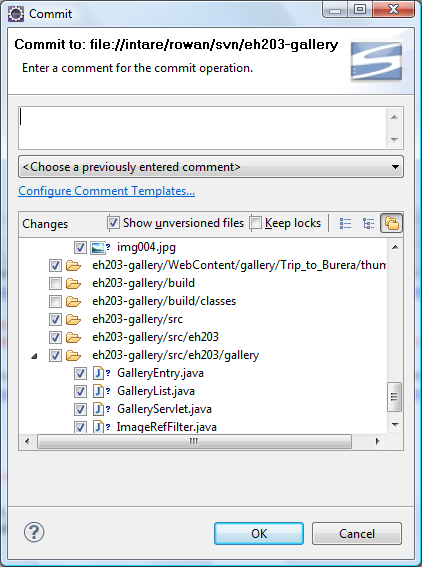 Commit
Commit to: file://intare/rowan/svn/eh203-gallery
Enter a comment for the commit operation.
<Choose a previously entered comment>
Configure Comment Templates...
Changes Show unversioned files Keep locks
img004.jpg
eh203-gallery/WebContent/gallery/Trip_to_Burera/thum
eh203-gallery/build
eh203-gallery/build/classes
eh203-gallery/src
eh203-gallery/src/eh203
eh203-gallery/src/eh203/gallery
GalleryEntry.java
GalleryList.java
GalleryServlet.java
ImageRefFilter.java
OK Cancel